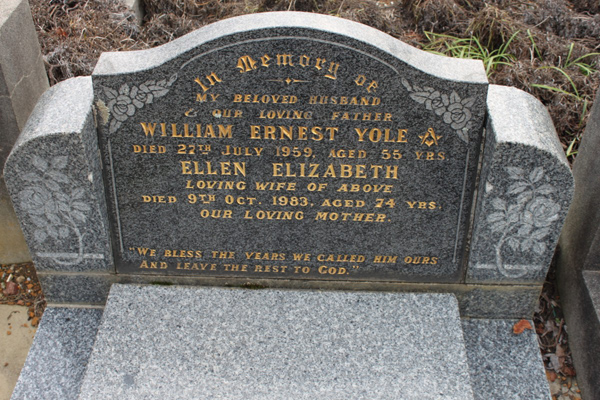 In Memory of
MY BELOVED HUSBAND
& OUR LOVING FATHER
WILLIAM ERNEST YOLE
DIED 27TH JULY 1959, AGED 55 YRS.
ELLEN ELIZABETH
LOVING WIFE OF ABOVE
DIED 9TH OCT. 1983, AGED 74 YRS.
OUR LOVING MOTHER.
"WE BLESS THE YEARS WE CALLED HIM OURS
AND LEAVE THE REST TO GOD."